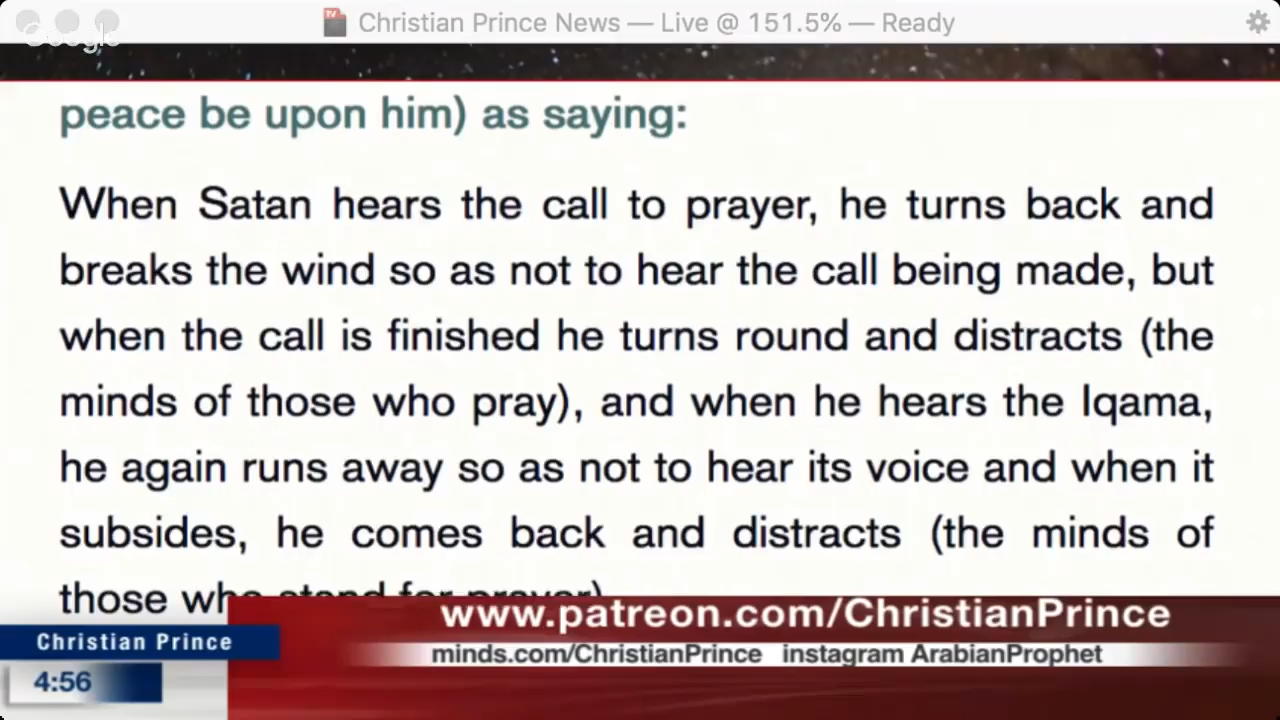 Christian Prince News — Live @ 151.5% — Ready
Google
peace be upon him) as saying:
When Satan hears the call to prayer, he turns back and
breaks the wind so as not to hear the call being made, but
when the call is finished he turns round and distracts (the
minds of those who pray), and when he hears the Iqama,
he again runs away so as not to hear its voice and when it
subsides, he comes back and distracts (the minds of
those who stand for prayer)
www.patreon.com/ChristianPrince
Christian Prince
minds.com/ChristianPrince instagram ArabianProphet
4:56